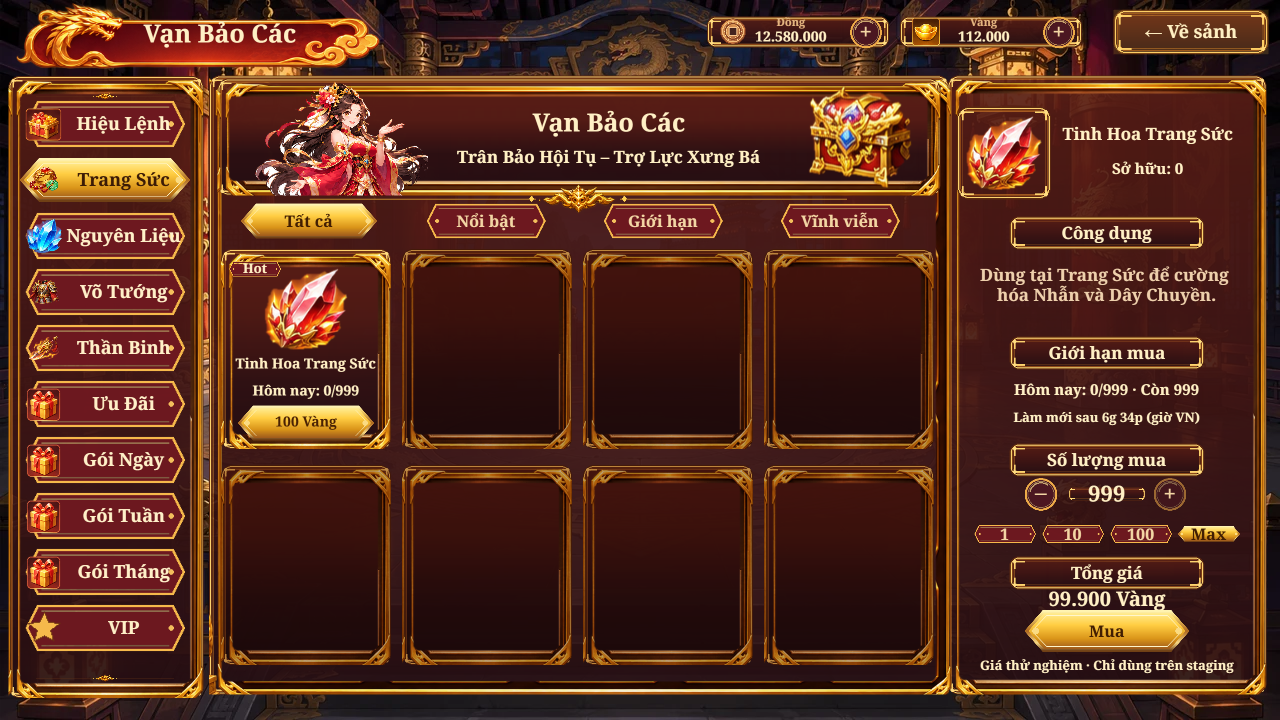 Vạn Bảo Các
Đồng
12.580.000
+
Vàng
112.000
+
← Về sảnh
Hiệu Lệnh
Trang Sức
Nguyên Liệu
Võ Tướng
Thần Binh
Ưu Đãi
Gói Ngày
Gói Tuần
Gói Tháng
VIP
Vạn Bảo Các
Trân Bảo Hội Tụ – Trợ Lực Xưng Bá
Tất cả
Nổi bật
Giới hạn
Vĩnh viễn
Hot
Tinh Hoa Trang Sức
Hôm nay: 0/999
100 Vàng
Tinh Hoa Trang Sức
Sở hữu: 0
Công dụng
Dùng tại Trang Sức để cường
hóa Nhẫn và Dây Chuyền.
Giới hạn mua
Hôm nay: 0/999 · Còn 999
Làm mới sau 6g 34p (giờ VN)
Số lượng mua
− 999 +
1 10 100 Max
Tổng giá
99.900 Vàng
Mua
Giá thử nghiệm · Chỉ dùng trên staging